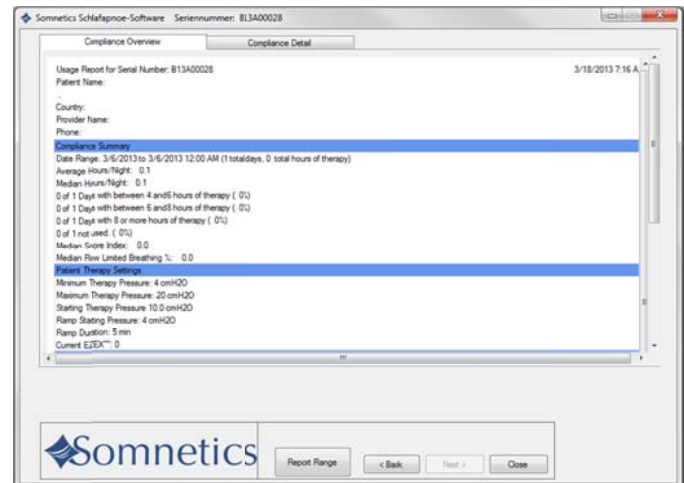 Somnetics Schlafapnoe-Software Seriennummer: BL3A00028
Compliance Overview Compliance Detail
Usage Report for Serial Number: B13A00028 3/18/2013 7:16 A
Patient Name:
.
Country:
Provider Name:
Phone:
Compliance Summary
Date Range: 3/6/2013 to 3/6/2013 12:00 AM (1 totaldays, 0 total hours of therapy)
Average Hours/Night: 0.1
Median Hours/Night: 0.1
0 of 1 Days with between 4 and6 hours of therapy ( 0%)
0 of 1 Days with between 6 and8 hours of therapy ( 0%)
0 of 1 Days with 8 or more hours of therapy ( 0%)
0 of 1 not used. ( 0%)
Median Snore Index: 0.0
Median Flow Limted Breathing %: 0.0
Patient Therapy Settings
Minimum Therapy Pressure: 4 cmH2O
Maximum Therapy Pressure: 20 cmH2O
Starting Therapy Pressure 10.0 cmH2O
Ramp Stating Pressure: 4 cmH2O
Ramp Duration: 5 min
Current EZEX™: 0
Somnetics
Report Range < Back Next > Close